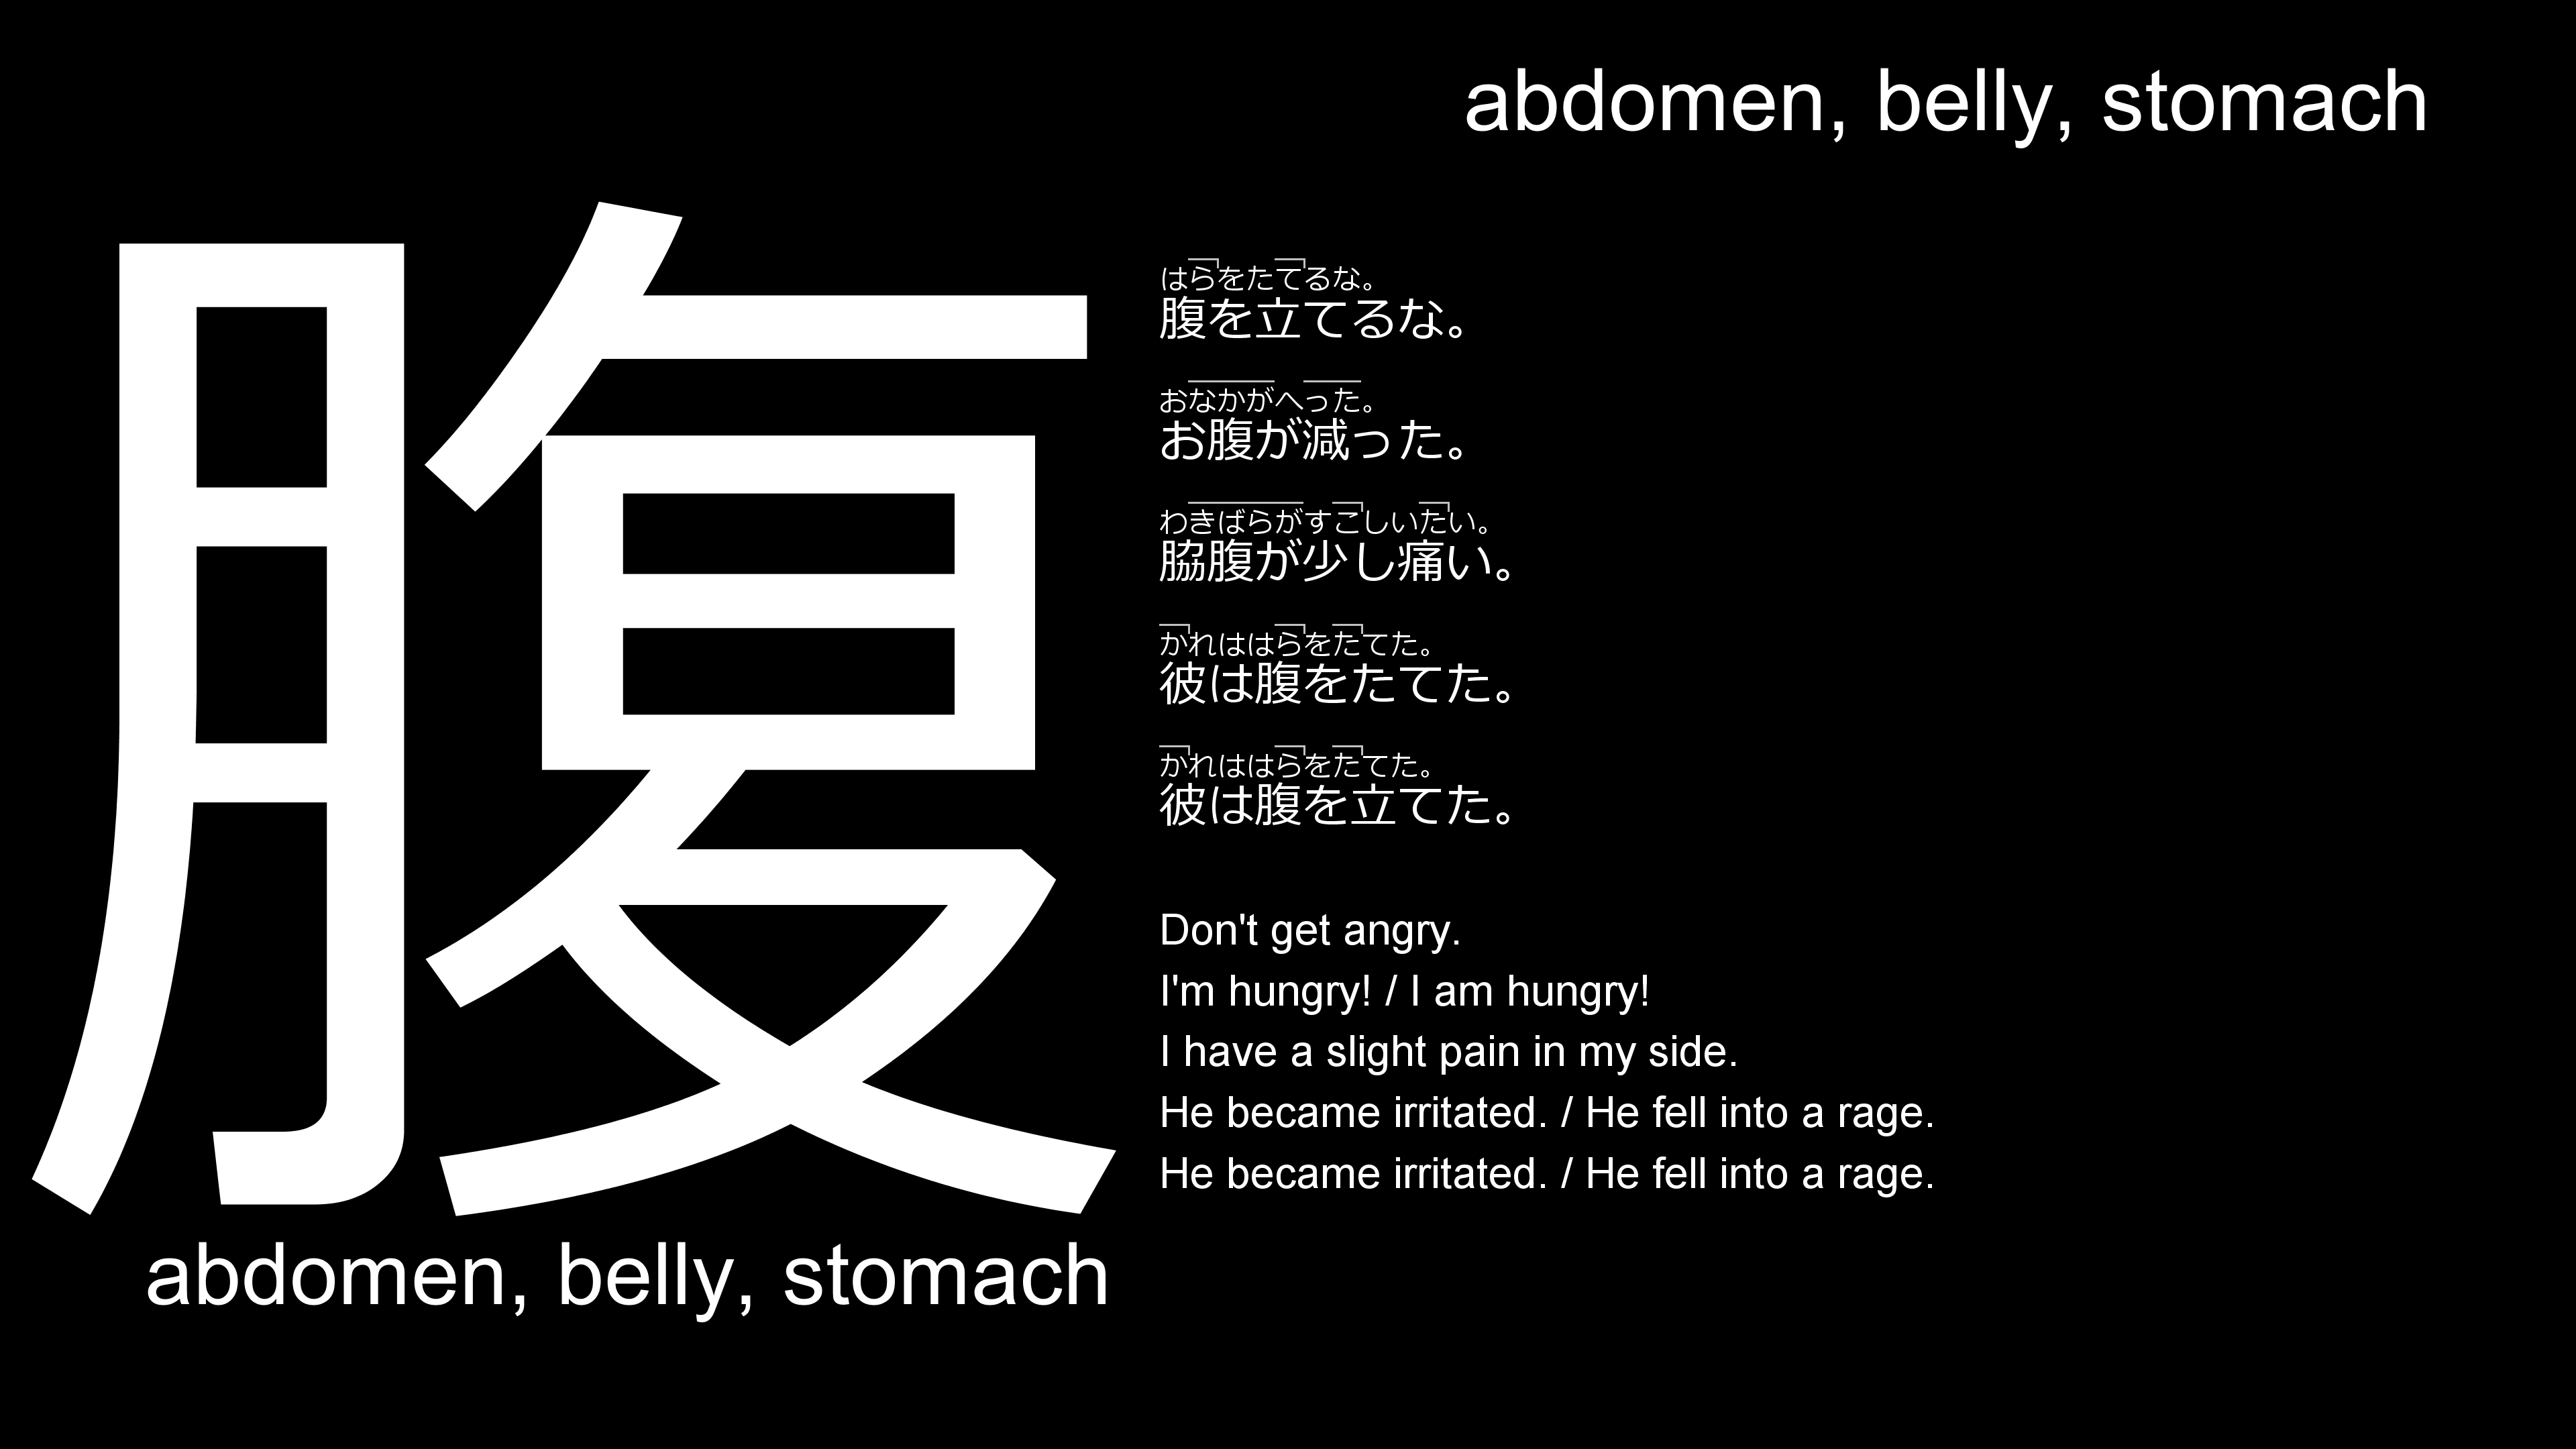 abdomen, belly, stomach
腹
はらをたてるな。
腹を立てるな。
おなかがへった。
お腹が減った。
わきばらがすこしいたい。
脇腹が少し痛い。
かれははらをたてた。
彼は腹をたてた。
かれははらをたてた。
彼は腹を立てた。
Don't get angry.
I'm hungry! / I am hungry!
I have a slight pain in my side.
He became irritated. / He fell into a rage.
He became irritated. / He fell into a rage.
abdomen, belly, stomach